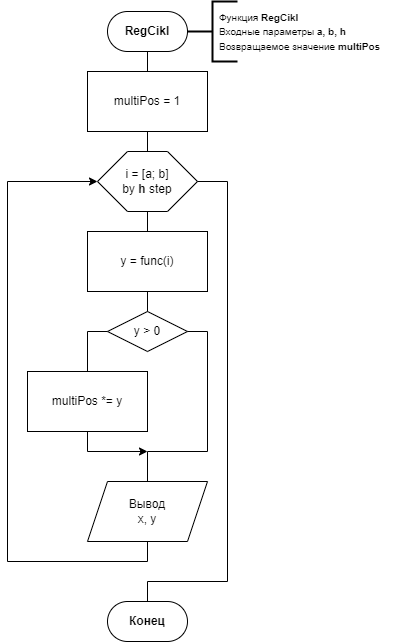 RegCikl
Функция RegCikl
Входные параметры a, b, h
Возвращаемое значение multiPos
multiPos = 1
i = [a; b]
by h step
y = func(i)
y > 0
multiPos *= y
Вывод
x, y
Конец